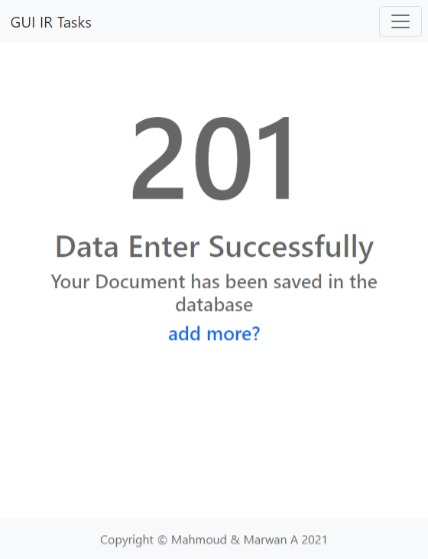 GUI IR Tasks
201
Data Enter Successfully
Your Document has been saved in the
database
add more?
Copyright © Mahmoud & Marwan A 2021